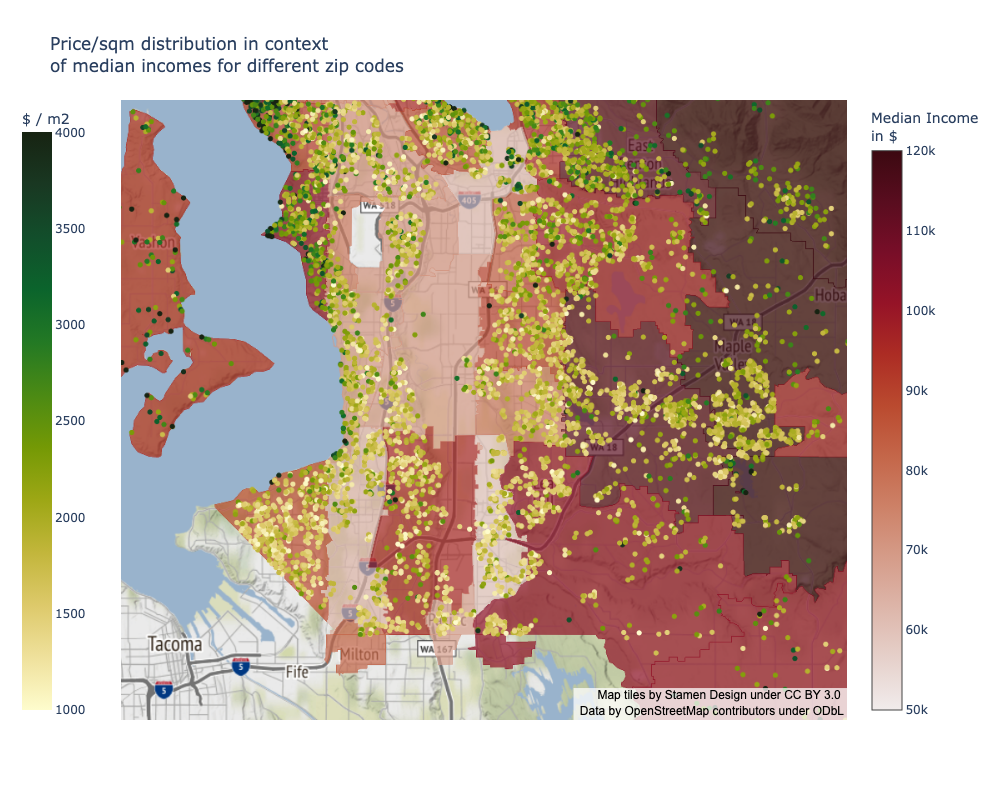 Price/sqm distribution in context
of median incomes for different zip codes
$ / m2
4000
3500
3000
2500
2000
1500
1000
Median Income
in $
120k
110k
100k
90k
80k
70k
60k
50k
WA 518
405
Vashon
East
WA 18
Hoba
Maple
WA 18
5
Tacoma
5
Fife
5
Milton
WA 167
Map tiles by Stamen Design under CC BY 3.0
Data by OpenStreetMap contributors under ODbL